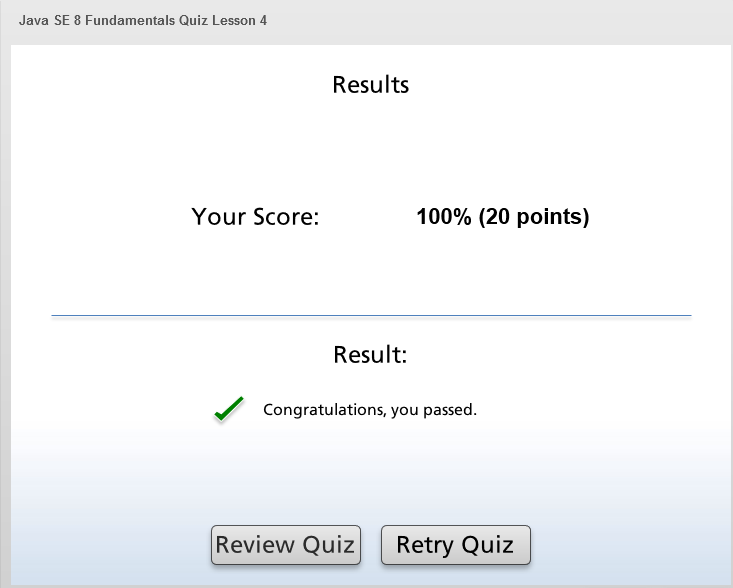 Java SE 8 Fundamentals Quiz Lesson 4
Results
Your Score: 100% (20 points)
Result:
Congratulations, you passed.
Review Quiz Retry Quiz